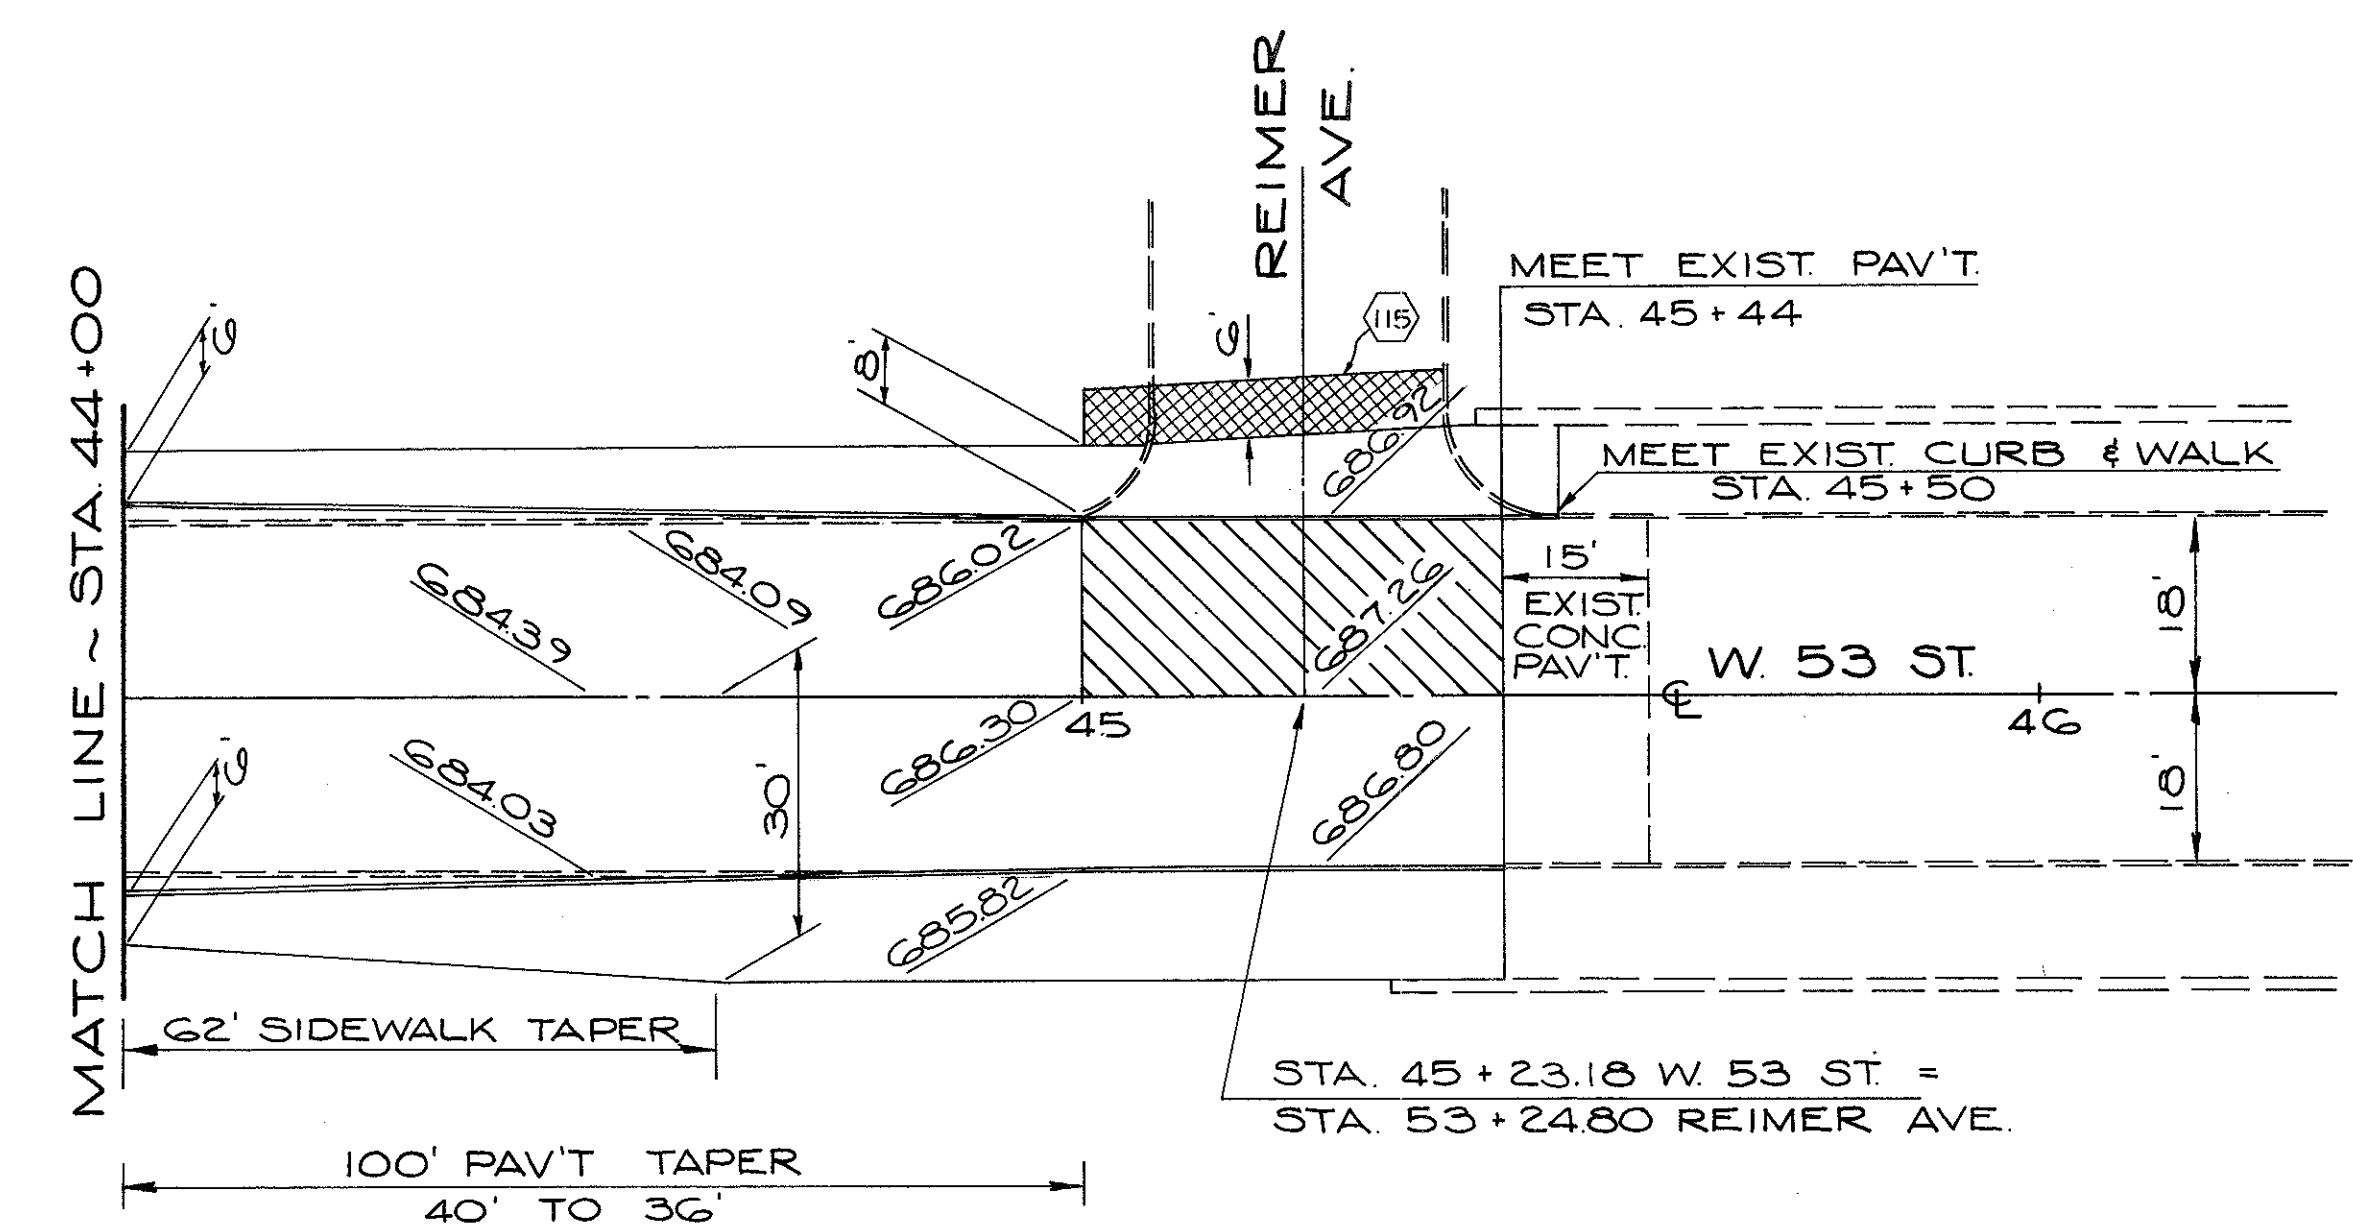 REIMER
AVE.
MATCH LINE ~ STA. 44+00
6'
8'
6'
115
MEET EXIST. PAV'T.
STA. 45+44
MEET EXIST. CURB & WALK
STA. 45+50
686.92
684.39
684.09
686.02
687.26
15'
EXIST.
CONC.
PAV'T.
W. 53 ST.
18'
℄
45
46
6'
684.03
30'
686.30
686.80
18'
685.82
62' SIDEWALK TAPER
STA. 45+23.18 W. 53 ST. =
STA. 53+24.80 REIMER AVE.
100' PAV'T TAPER
40' TO 36'